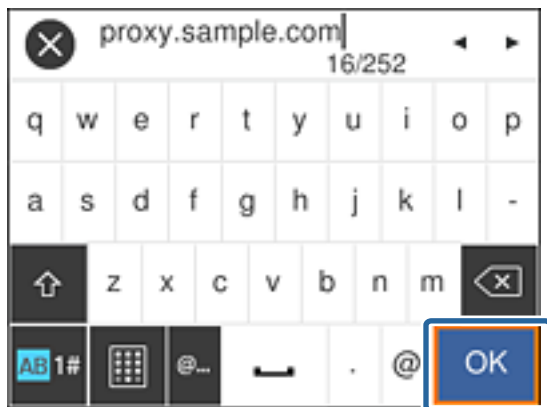 proxy.sample.com
16/252
q w e r t y u i o p
a s d f g h j k l -
z x c v b n m
AB 1# @... . @ OK